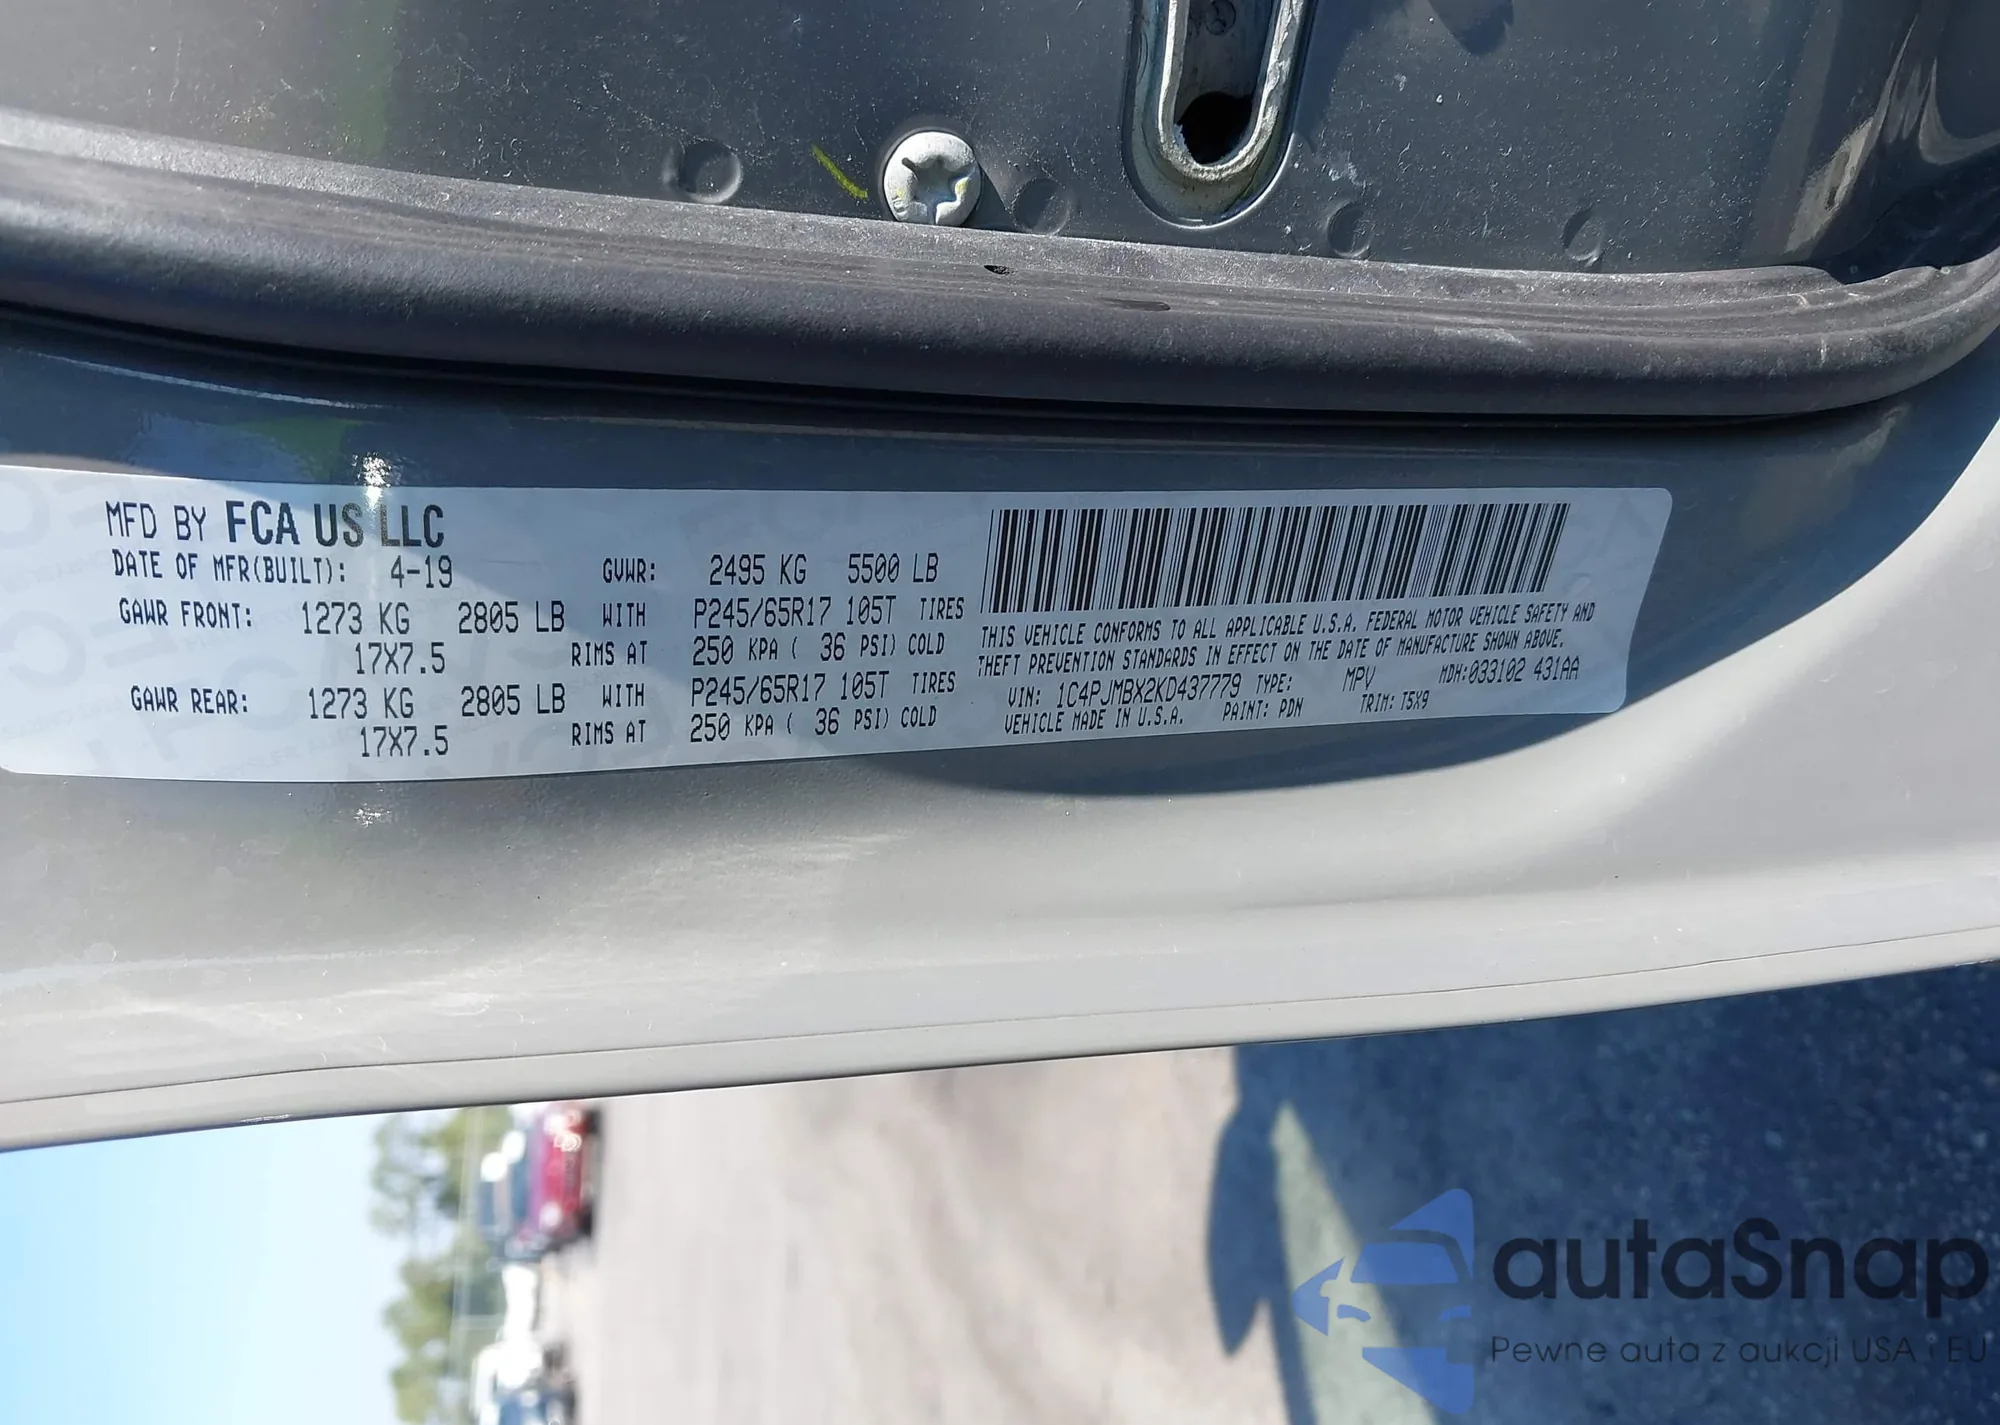 MFD BY FCA US LLC
DATE OF MFR(BUILT): 4-19 GVWR: 2495 KG 5500 LB
GAWR FRONT: 1273 KG 2805 LB WITH P245/65R17 105T TIRES
17X7.5 RIMS AT 250 KPA ( 36 PSI) COLD
GAWR REAR: 1273 KG 2805 LB WITH P245/65R17 105T TIRES
17X7.5 RIMS AT 250 KPA ( 36 PSI) COLD
THIS VEHICLE CONFORMS TO ALL APPLICABLE U.S.A. FEDERAL MOTOR VEHICLE SAFETY AND
THEFT PREVENTION STANDARDS IN EFFECT ON THE DATE OF MANUFACTURE SHOWN ABOVE.
VIN: 1C4PJMBX2KD437779 TYPE: MPV MDH:033102 431AA
VEHICLE MADE IN U.S.A. PAINT: PDN TRIM: T5X9
autaSnap
Pewne auta z aukcji USA i EU